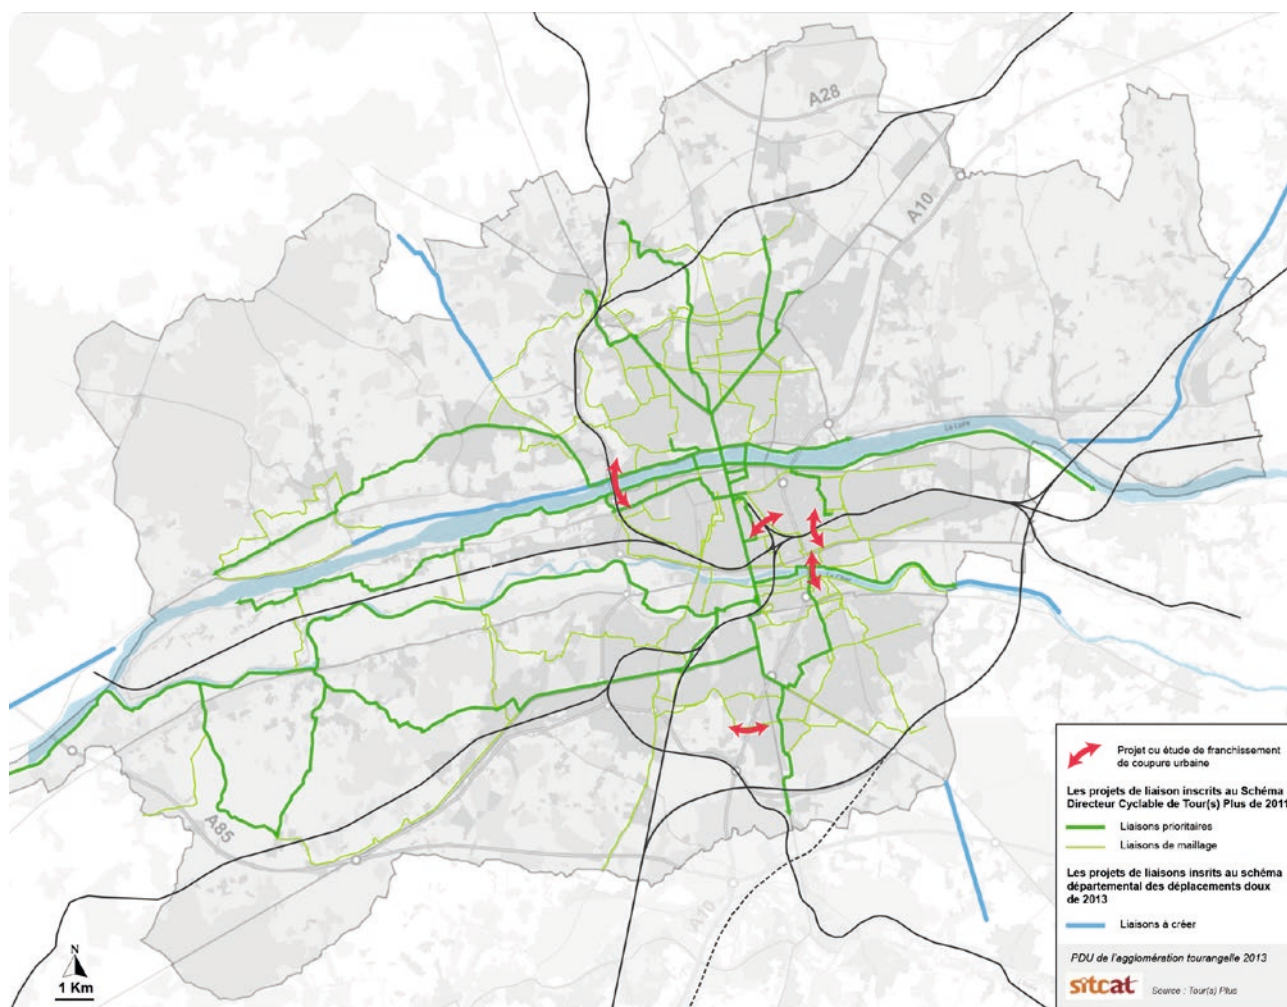 A28
A10
La Loire
Le Cher
A85
A10
N
1 Km
Projet ou étude de franchissement
de coupure urbaine
Les projets de liaison inscrits au Schéma
Directeur Cyclable de Tour(s) Plus de 2011
Liaisons prioritaires
Liaisons de maillage
Les projets de liaisons insrits au schéma
départemental des déplacements doux
de 2013
Liaisons à créer
PDU de l'agglomération tourangelle 2013
sitcat
Source : Tour(s) Plus